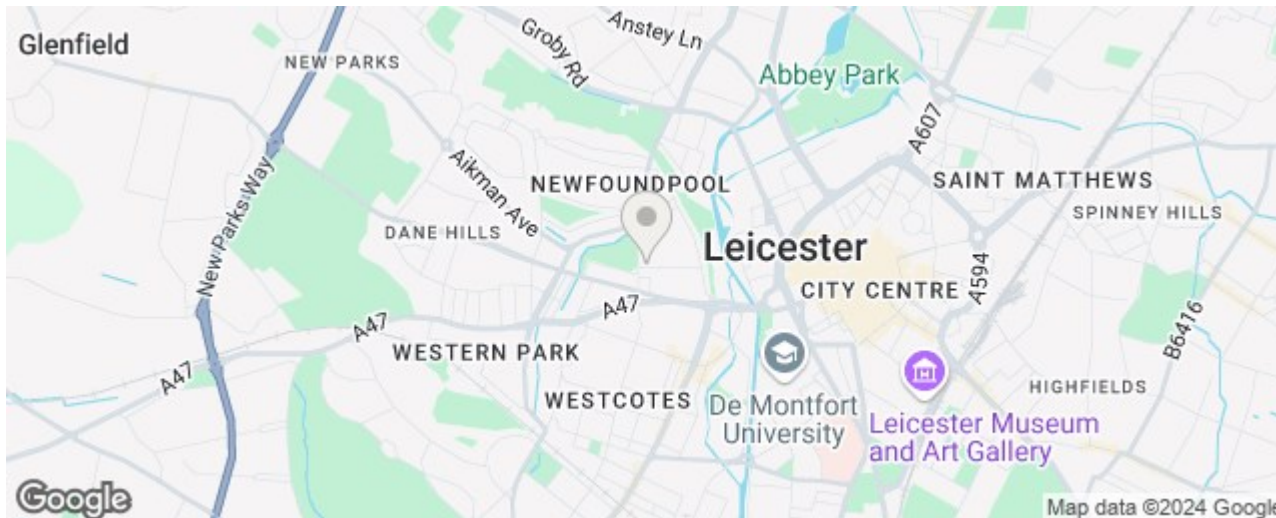 Glenfield
NEW PARKS
Groby Rd
Anstey Ln
Abbey Park
A607
New Parks Way
Aikman Ave
NEWFOUNDPOOL
SAINT MATTHEWS
SPINNEY HILLS
DANE HILLS
Leicester
CITY CENTRE
A594
A47
A47
A47
B6416
WESTERN PARK
WESTCOTES
De Montfort
University
HIGHFIELDS
Leicester Museum
and Art Gallery
Google
Map data ©2024 Google